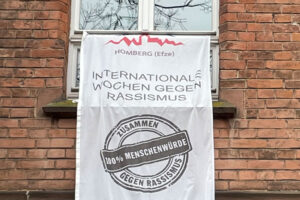 HOMBERG (Efze)
INTERNATIONALE
WOCHEN GEGEN
RASSISMUS
ZUSAMMEN
100% MENSCHENWÜRDE
GEGEN RASSISMUS